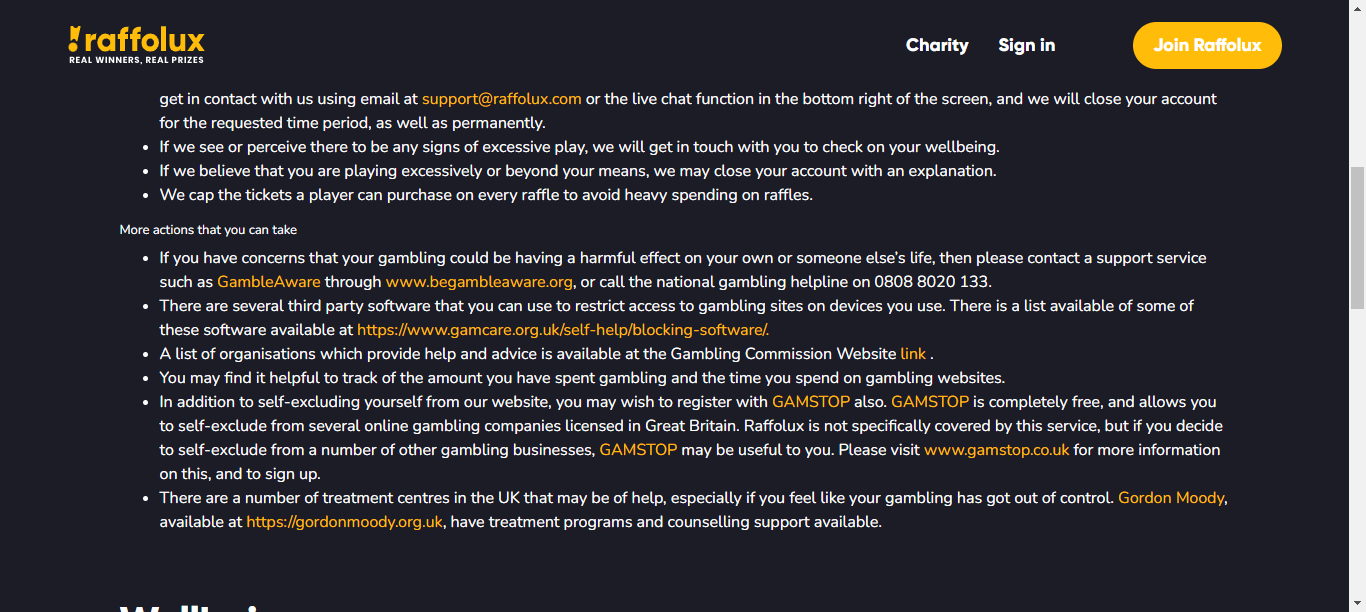 raffolux
REAL WINNERS, REAL PRIZES
Charity
Sign in
Join Raffolux
get in contact with us using email at support@raffolux.com or the live chat function in the bottom right of the screen, and we will close your account
for the requested time period, as well as permanently.
• If we see or perceive there to be any signs of excessive play, we will get in touch with you to check on your wellbeing.
• If we believe that you are playing excessively or beyond your means, we may close your account with an explanation.
• We cap the tickets a player can purchase on every raffle to avoid heavy spending on raffles.
More actions that you can take
• If you have concerns that your gambling could be having a harmful effect on your own or someone else's life, then please contact a support service
such as GambleAware through www.begambleaware.org, or call the national gambling helpline on 0808 8020 133.
• There are several third party software that you can use to restrict access to gambling sites on devices you use. There is a list available of some of
these software available at https://www.gamcare.org.uk/self-help/blocking-software/.
• A list of organisations which provide help and advice is available at the Gambling Commission Website link .
• You may find it helpful to track of the amount you have spent gambling and the time you spend on gambling websites.
• In addition to self-excluding yourself from our website, you may wish to register with GAMSTOP also. GAMSTOP is completely free, and allows you
to self-exclude from several online gambling companies licensed in Great Britain. Raffolux is not specifically covered by this service, but if you decide
to self-exclude from a number of other gambling businesses, GAMSTOP may be useful to you. Please visit www.gamstop.co.uk for more information
on this, and to sign up.
• There are a number of treatment centres in the UK that may be of help, especially if you feel like your gambling has got out of control. Gordon Moody,
available at https://gordonmoody.org.uk, have treatment programs and counselling support available.